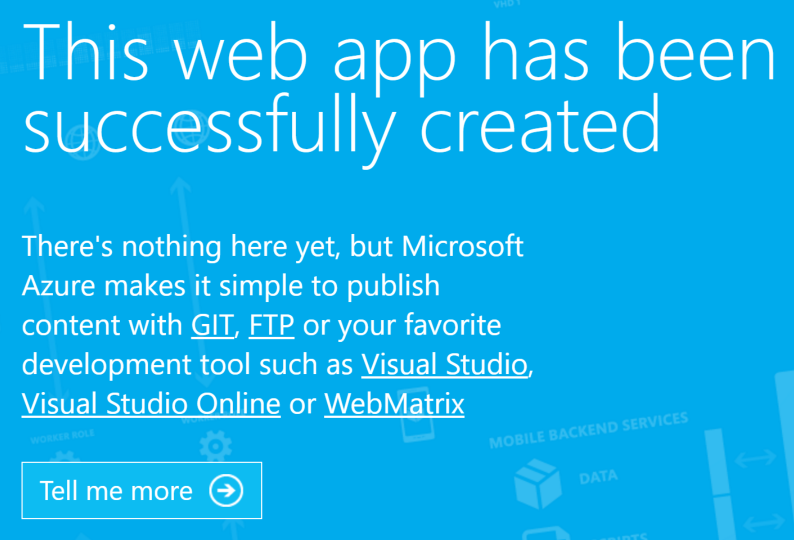 VHD 1
This web app has been
successfully created
There's nothing here yet, but Microsoft
Azure makes it simple to publish
content with GIT, FTP or your favorite
development tool such as Visual Studio,
Visual Studio Online or WebMatrix
WORKER ROLE
MOBILE BACKEND SERVICES
DATA
Tell me more